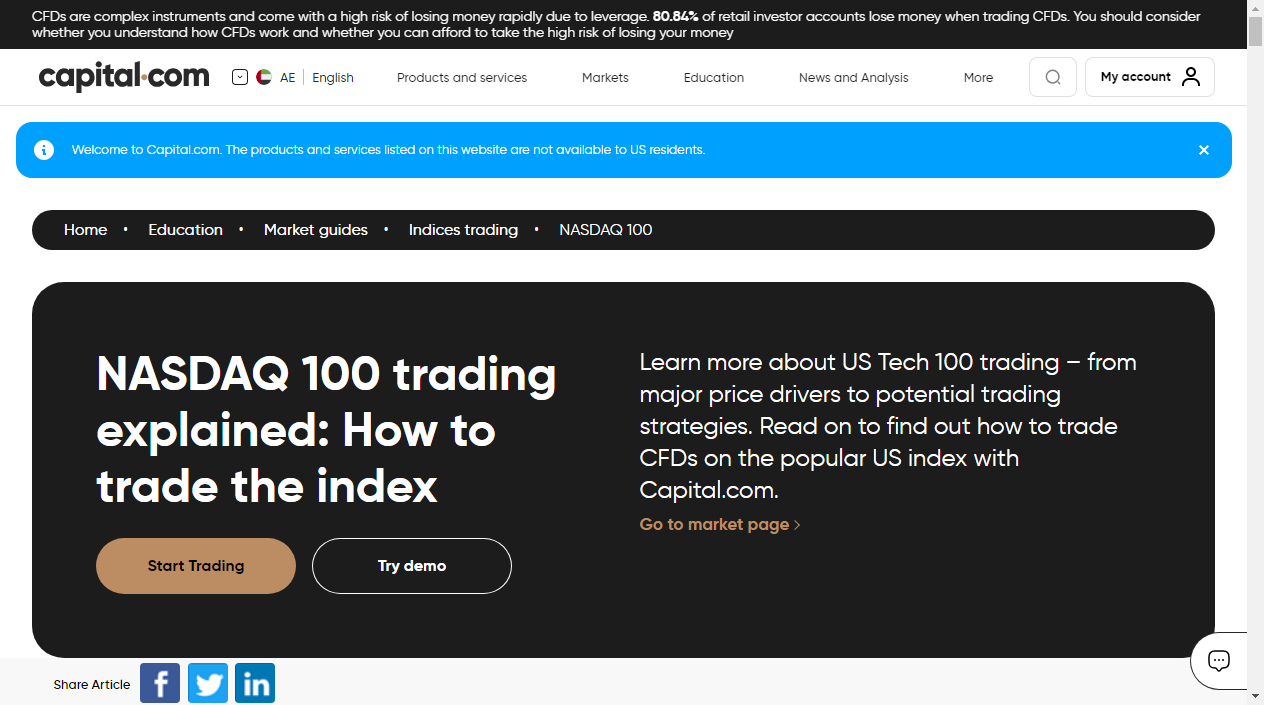 CFDs are complex instruments and come with a high risk of losing money rapidly due to leverage. 80.84% of retail investor accounts lose money when trading CFDs. You should consider
whether you understand how CFDs work and whether you can afford to take the high risk of losing your money
capital.com
AE English
Products and services
Markets
Education
News and Analysis
More
My account
Welcome to Capital.com. The products and services listed on this website are not available to US residents.
Home • Education • Market guides • Indices trading • NASDAQ 100
NASDAQ 100 trading
explained: How to
trade the index
Start Trading
Try demo
Learn more about US Tech 100 trading – from
major price drivers to potential trading
strategies. Read on to find out how to trade
CFDs on the popular US index with
Capital.com.
Go to market page
Share Article